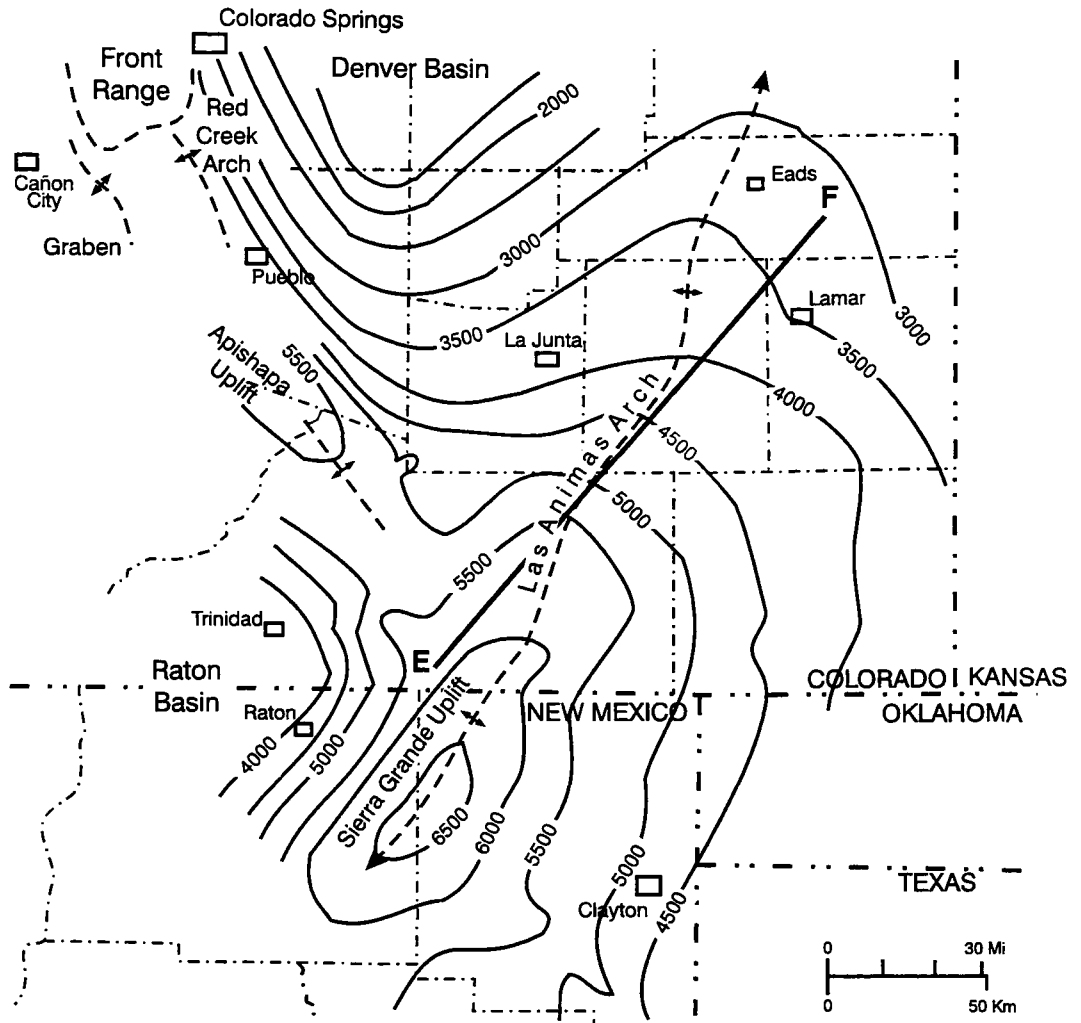 Colorado Springs
Front
Range
Denver Basin
2000
Red
Creek
Arch
Cañon
City
Eads
F
Graben
Pueblo
3000
Lamar
3000
3500
La Junta
3500
Apishapa
Uplift
5500
4000
Las Animas Arch
4500
5000
5500
Trinidad
E
Raton
Basin
COLORADO
KANSAS
NEW MEXICO
OKLAHOMA
Raton
4000
5000
Sierra Grande Uplift
6500
6000
5500
5000
4500
TEXAS
Clayton
0
30 Mi
0
50 Km